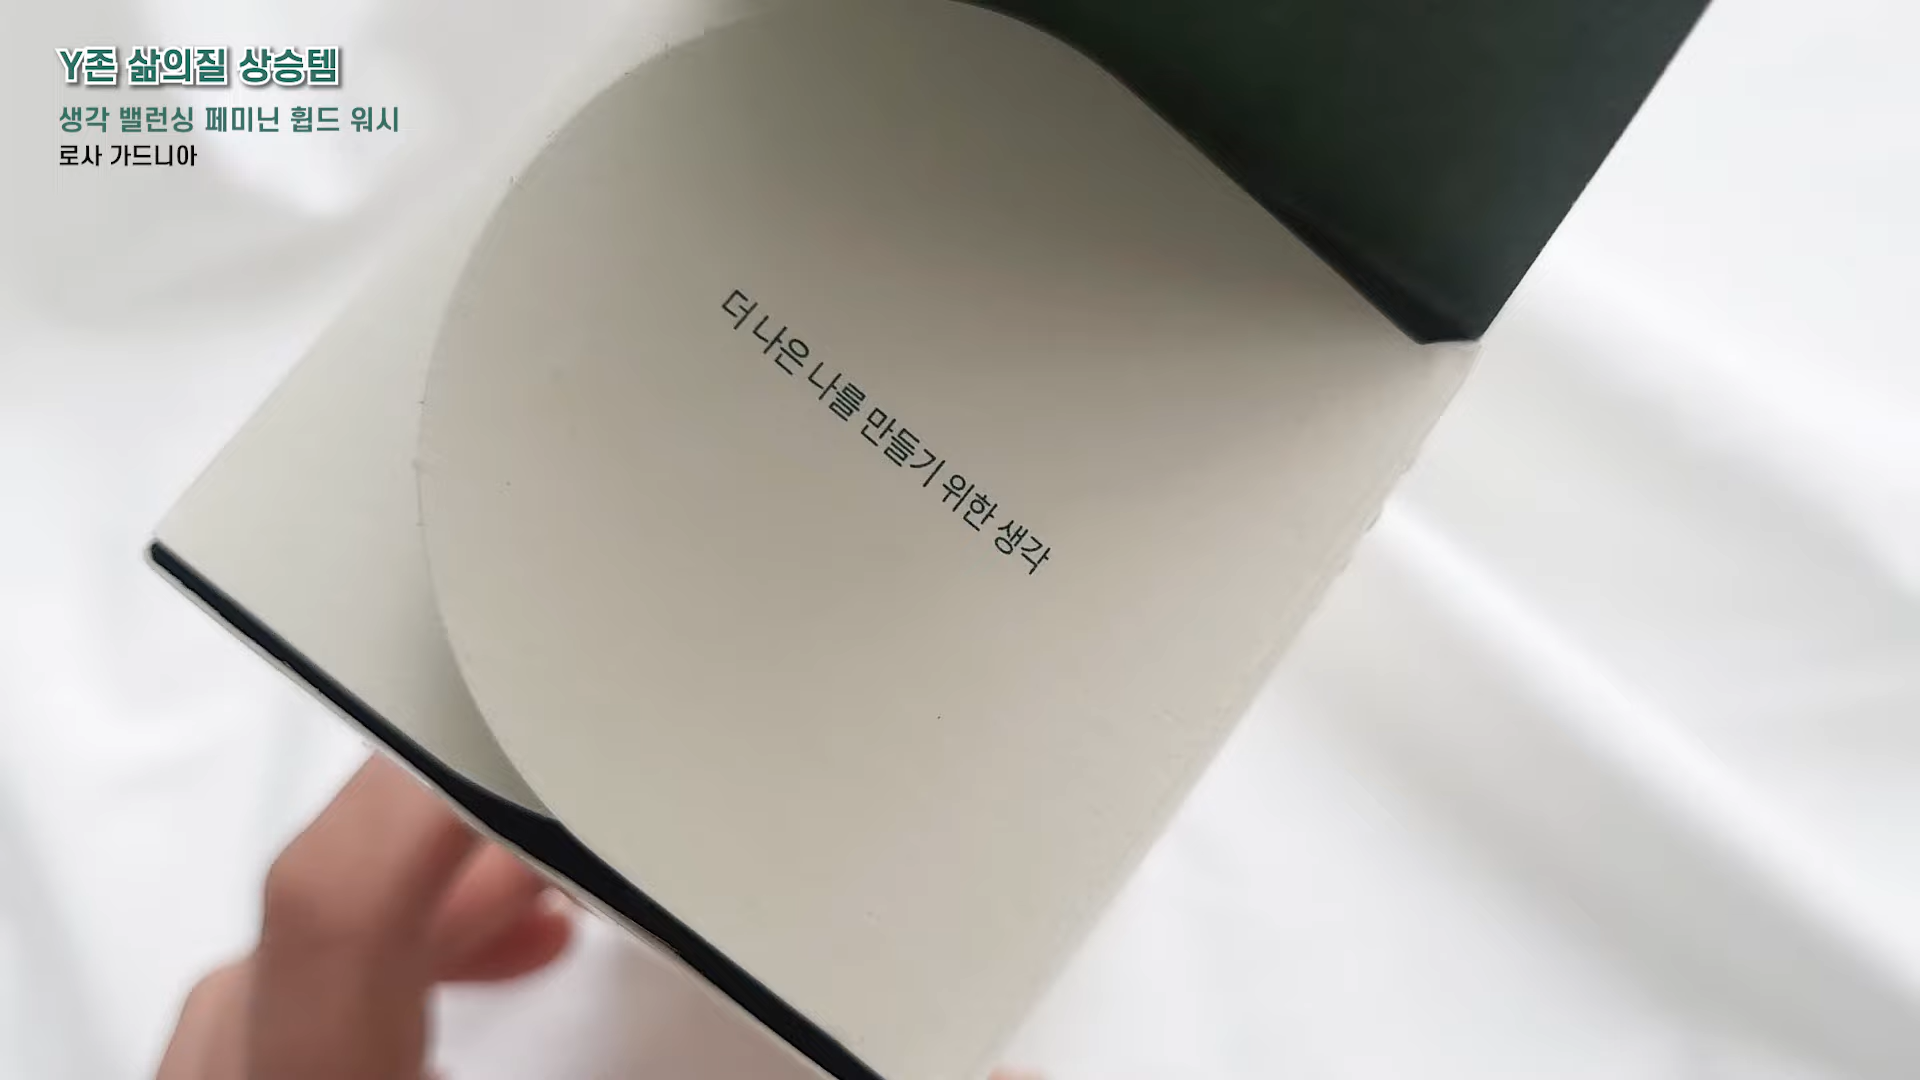 Y존 삶의질 상승템
생각 밸런싱 페미닌 휩드 워시
로사 가드니아
더 나은 나를 만들기 위한 생각